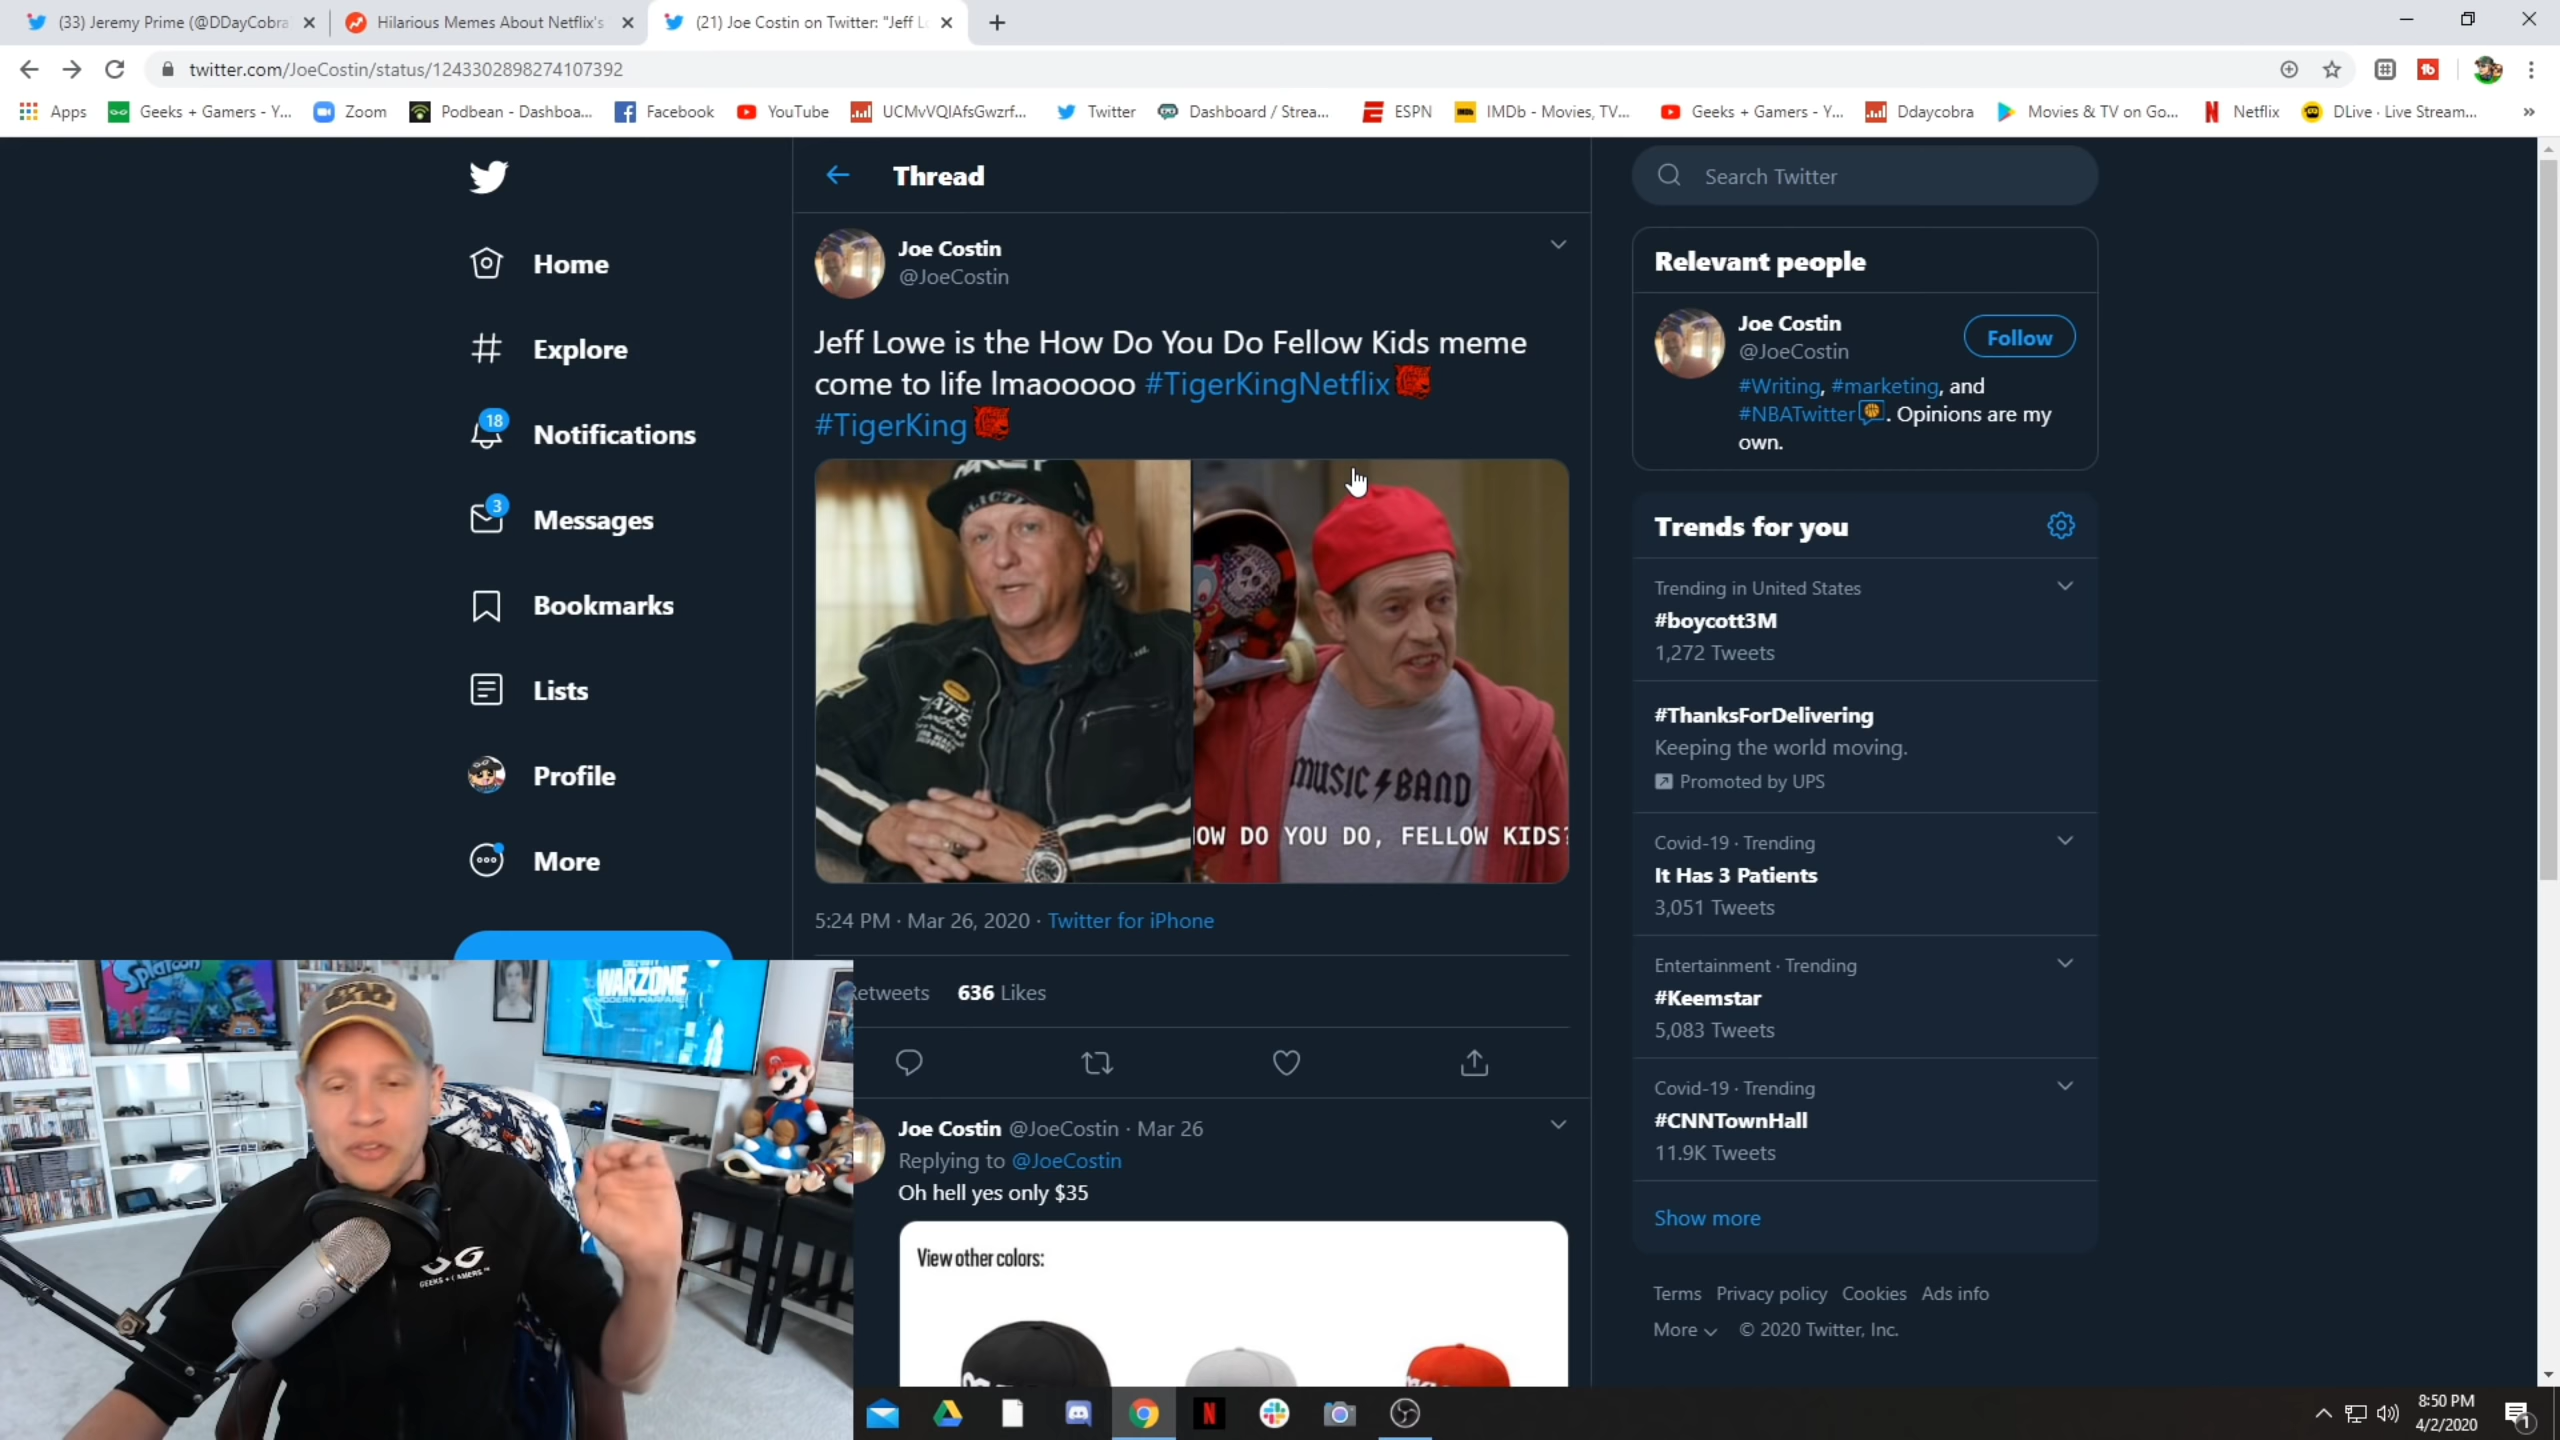 (33) Jeremy Prime (@DDayCobra
Hilarious Memes About Netflix's
(21) Joe Costin on Twitter: "Jeff L
twitter.com/JoeCostin/status/1243302898274107392
Apps
Geeks + Gamers - Y...
Zoom
Podbean - Dashboa...
Facebook
YouTube
UCMvVQIAfsGwzrf...
Twitter
Dashboard / Strea...
ESPN
IMDb - Movies, TV...
Geeks + Gamers - Y...
Ddaycobra
Movies & TV on Go...
Netflix
DLive · Live Stream...
Home
Explore
18
Notifications
3
Messages
Bookmarks
Lists
Profile
More
Thread
Joe Costin
@JoeCostin
Jeff Lowe is the How Do You Do Fellow Kids meme
come to life lmaooooo #TigerKingNetflix
#TigerKing
MUSIC BAND
OW DO YOU DO, FELLOW KIDS?
5:24 PM · Mar 26, 2020 · Twitter for iPhone
Retweets 636 Likes
Joe Costin @JoeCostin · Mar 26
Replying to @JoeCostin
Oh hell yes only $35
View other colors:
Search Twitter
Relevant people
Joe Costin
@JoeCostin
Follow
#Writing, #marketing, and
#NBATwitter. Opinions are my
own.
Trends for you
Trending in United States
#boycott3M
1,272 Tweets
#ThanksForDelivering
Keeping the world moving.
Promoted by UPS
Covid-19 · Trending
It Has 3 Patients
3,051 Tweets
Entertainment · Trending
#Keemstar
5,083 Tweets
Covid-19 · Trending
#CNNTownHall
11.9K Tweets
Show more
Terms Privacy policy Cookies Ads info
More © 2020 Twitter, Inc.
Splatoon
WARZONE
MODERN WARFARE
STAR WARS
GEEKS + GAMERS
8:50 PM
4/2/2020
1